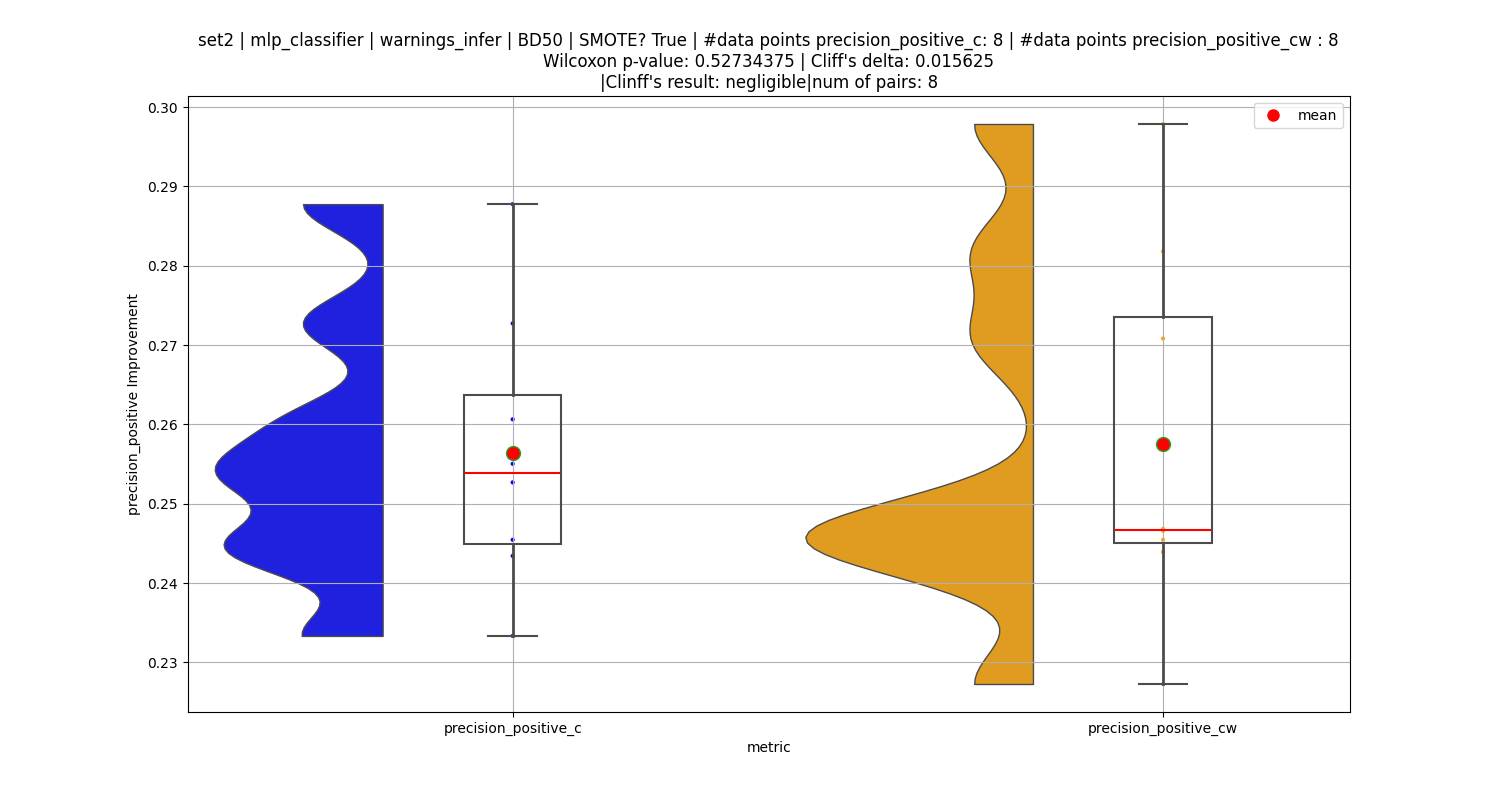 set2 | mlp_classifier | warnings_infer | BD50 | SMOTE? True | #data points precision_positive_c: 8 | #data points precision_positive_cw : 8
Wilcoxon p-value: 0.52734375 | Cliff's delta: 0.015625
|Clinff's result: negligible|num of pairs: 8
mean
0.30
0.29
0.28
0.27
0.26
0.25
0.24
0.23
precision_positive Improvement
precision_positive_c
precision_positive_cw
metric